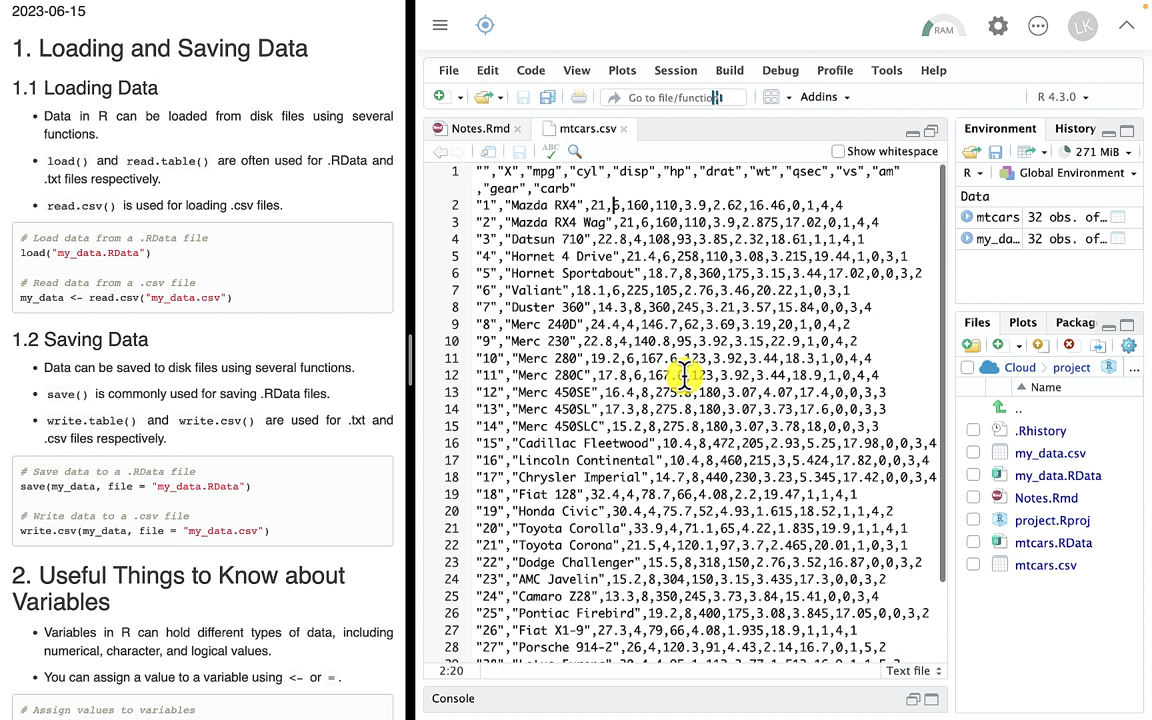 2023-06-15
1. Loading and Saving Data
1.1 Loading Data
• Data in R can be loaded from disk files using several
functions.
• load() and read.table() are often used for .RData and
.txt files respectively.
• read.csv() is used for loading .csv files.
# Load data from a .RData file
load("my_data.RData")
# Read data from a .csv file
my_data <- read.csv("my_data.csv")
1.2 Saving Data
• Data can be saved to disk files using several functions.
• save() is commonly used for saving .RData files.
• write.table() and write.csv() are used for .txt and
.csv files respectively.
# Save data to a .RData file
save(my_data, file = "my_data.RData")
# Write data to a .csv file
write.csv(my_data, file = "my_data.csv")
2. Useful Things to Know about
Variables
• Variables in R can hold different types of data, including
numerical, character, and logical values.
• You can assign a value to a variable using <- or = .
# Assign values to variables
RAM
LK
File Edit Code View Plots Session Build Debug Profile Tools Help
Go to file/function
Addins
R 4.3.0
Notes.Rmd
mtcars.csv
ABC
Show whitespace
1 "","X","mpg","cyl","disp","hp","drat","wt","qsec","vs","am"
,"gear","carb"
2 "1","Mazda RX4",21,6,160,110,3.9,2.62,16.46,0,1,4,4
3 "2","Mazda RX4 Wag",21,6,160,110,3.9,2.875,17.02,0,1,4,4
4 "3","Datsun 710",22.8,4,108,93,3.85,2.32,18.61,1,1,4,1
5 "4","Hornet 4 Drive",21.4,6,258,110,3.08,3.215,19.44,1,0,3,1
6 "5","Hornet Sportabout",18.7,8,360,175,3.15,3.44,17.02,0,0,3,2
7 "6","Valiant",18.1,6,225,105,2.76,3.46,20.22,1,0,3,1
8 "7","Duster 360",14.3,8,360,245,3.21,3.57,15.84,0,0,3,4
9 "8","Merc 240D",24.4,4,146.7,62,3.69,3.19,20,1,0,4,2
10 "9","Merc 230",22.8,4,140.8,95,3.92,3.15,22.9,1,0,4,2
11 "10","Merc 280",19.2,6,167.6,123,3.92,3.44,18.3,1,0,4,4
12 "11","Merc 280C",17.8,6,167.6,123,3.92,3.44,18.9,1,0,4,4
13 "12","Merc 450SE",16.4,8,275.8,180,3.07,4.07,17.4,0,0,3,3
14 "13","Merc 450SL",17.3,8,275.8,180,3.07,3.73,17.6,0,0,3,3
15 "14","Merc 450SLC",15.2,8,275.8,180,3.07,3.78,18,0,0,3,3
16 "15","Cadillac Fleetwood",10.4,8,472,205,2.93,5.25,17.98,0,0,3,4
17 "16","Lincoln Continental",10.4,8,460,215,3,5.424,17.82,0,0,3,4
18 "17","Chrysler Imperial",14.7,8,440,230,3.23,5.345,17.42,0,0,3,4
19 "18","Fiat 128",32.4,4,78.7,66,4.08,2.2,19.47,1,1,4,1
20 "19","Honda Civic",30.4,4,75.7,52,4.93,1.615,18.52,1,1,4,2
21 "20","Toyota Corolla",33.9,4,71.1,65,4.22,1.835,19.9,1,1,4,1
22 "21","Toyota Corona",21.5,4,120.1,97,3.7,2.465,20.01,1,0,3,1
23 "22","Dodge Challenger",15.5,8,318,150,2.76,3.52,16.87,0,0,3,2
24 "23","AMC Javelin",15.2,8,304,150,3.15,3.435,17.3,0,0,3,2
25 "24","Camaro Z28",13.3,8,350,245,3.73,3.84,15.41,0,0,3,4
26 "25","Pontiac Firebird",19.2,8,400,175,3.08,3.845,17.05,0,0,3,2
27 "26","Fiat X1-9",27.3,4,79,66,4.08,1.935,18.9,1,1,4,1
28 "27","Porsche 914-2",26,4,120.3,91,4.43,2.14,16.7,0,1,5,2
2:20
Text file
Console
Environment History
271 MiB
R Global Environment
Data
mtcars 32 obs. of…
my_da… 32 obs. of…
Files Plots Packag
Cloud > project R …
Name
..
.Rhistory
my_data.csv
my_data.RData
Notes.Rmd
project.Rproj
mtcars.RData
mtcars.csv